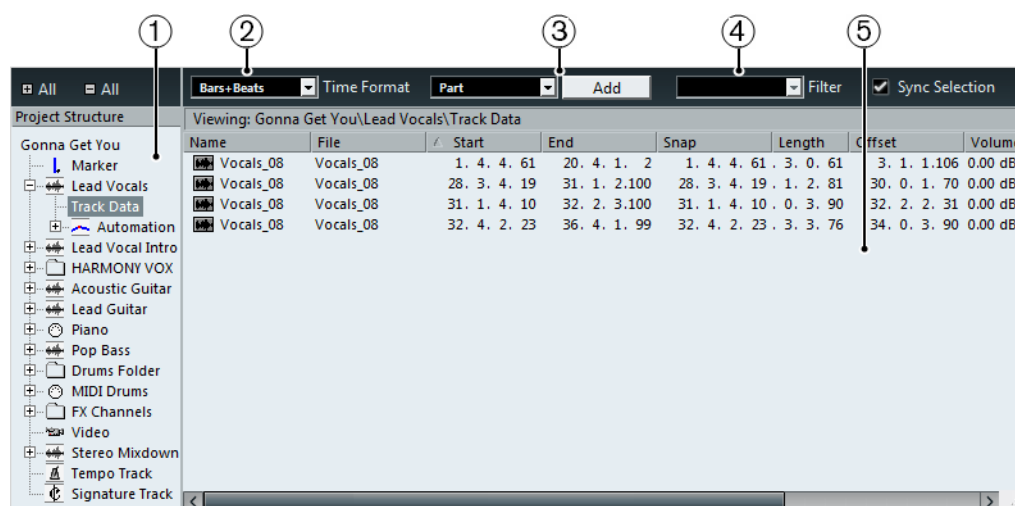 1 2 3 4 5
All All Bars+Beats Time Format Part Add Filter Sync Selection
Project Structure Viewing: Gonna Get You\Lead Vocals\Track Data
Name File Start End Snap Length Offset Volume
Gonna Get You
Vocals_08 Vocals_08 1. 4. 4. 61 20. 4. 1. 2 1. 4. 4. 61 . 3. 0. 61 3. 1. 1.106 0.00 dB
Marker
Vocals_08 Vocals_08 28. 3. 4. 19 31. 1. 2.100 28. 3. 4. 19 . 1. 2. 81 30. 0. 1. 70 0.00 dB
Lead Vocals
Vocals_08 Vocals_08 31. 1. 4. 10 32. 2. 3.100 31. 1. 4. 10 . 0. 3. 90 32. 2. 2. 31 0.00 dB
Track Data
Vocals_08 Vocals_08 32. 4. 2. 23 36. 4. 1. 99 32. 4. 2. 23 . 3. 3. 76 34. 0. 3. 90 0.00 dB
Automation
Lead Vocal Intro
HARMONY VOX
Acoustic Guitar
Lead Guitar
Piano
Pop Bass
Drums Folder
MIDI Drums
FX Channels
Video
Stereo Mixdown
Tempo Track
Signature Track